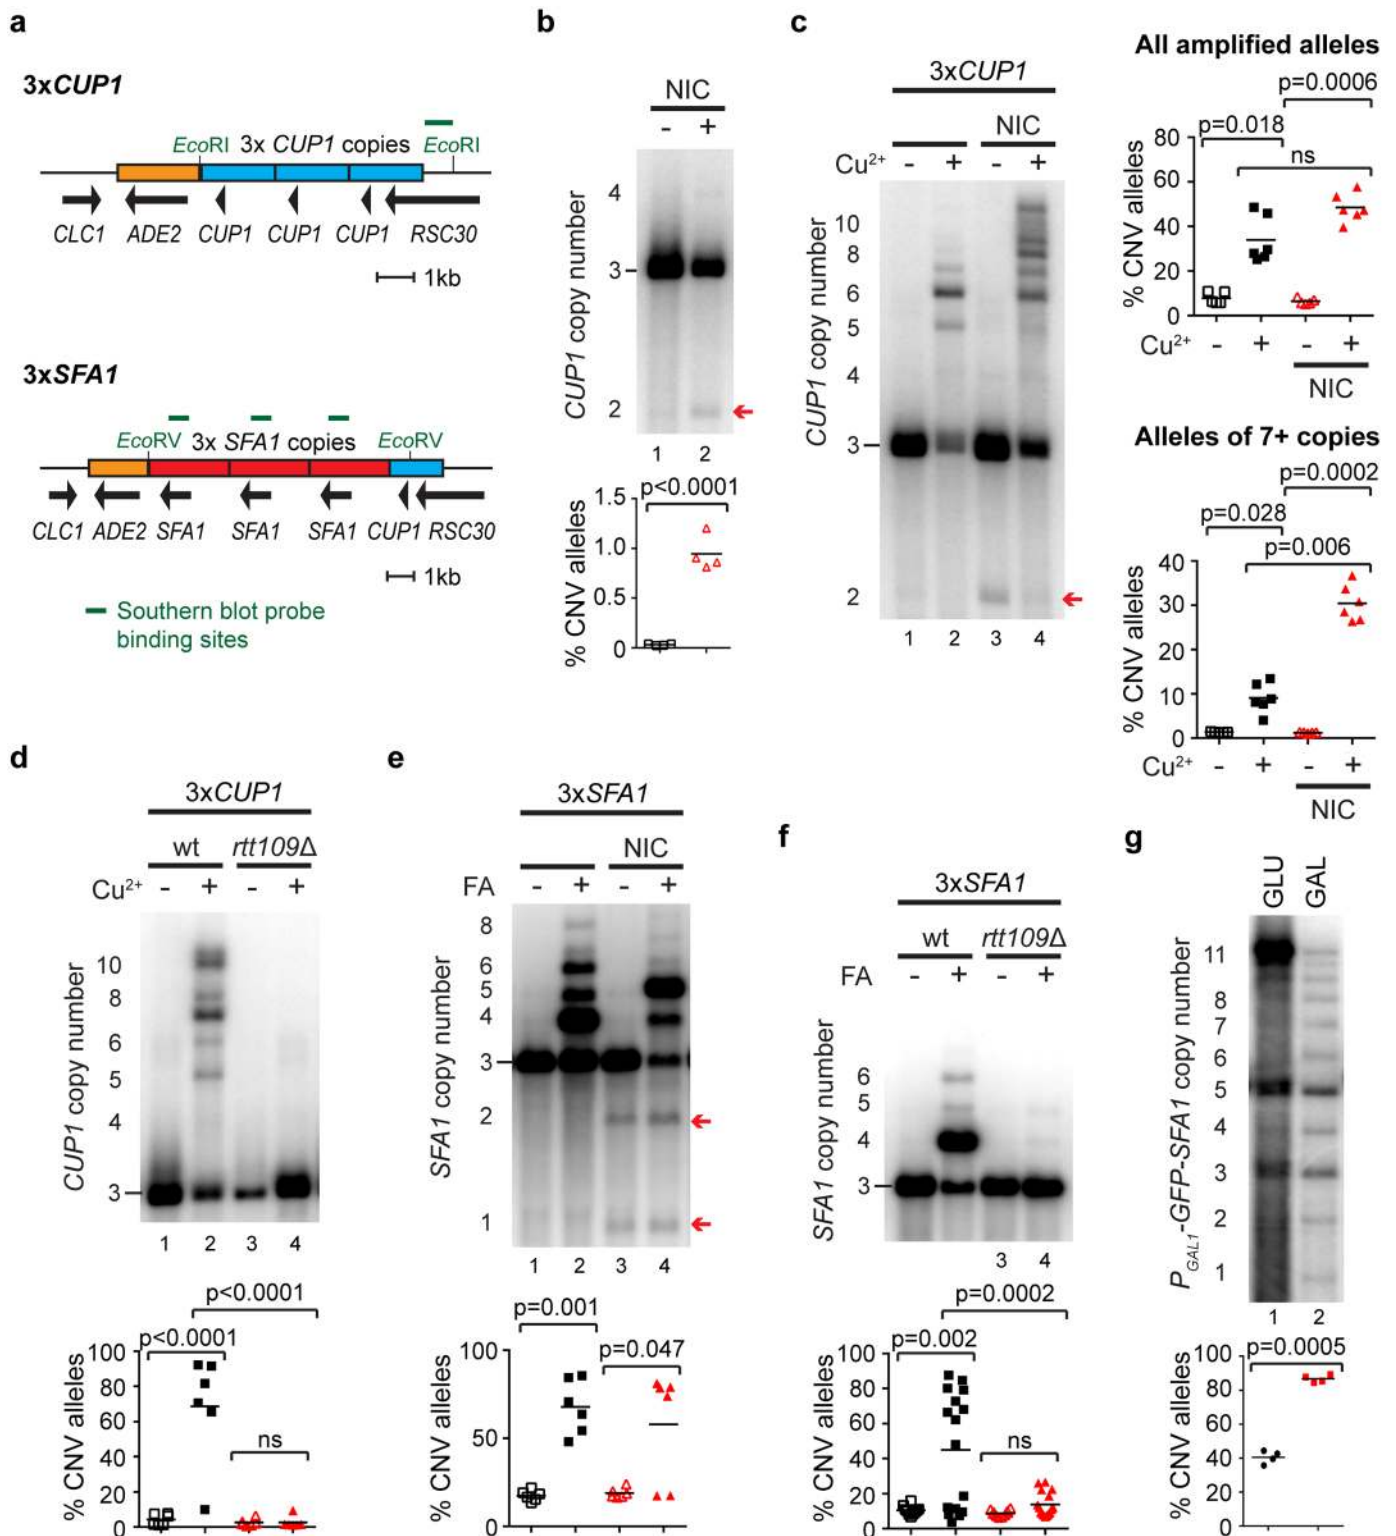 a
3xCUP1
EcoRI 3x CUP1 copies EcoRI
CLC1 ADE2 CUP1 CUP1 CUP1 RSC30
1kb
3xSFA1
EcoRV 3x SFA1 copies EcoRV
CLC1 ADE2 SFA1 SFA1 SFA1 CUP1 RSC30
1kb
Southern blot probe
binding sites
b
NIC
- +
CUP1 copy number
4
3
2
1 2
p<0.0001
% CNV alleles
1.5
1.0
0.5
0
c
3xCUP1
NIC
Cu²⁺ - + - +
CUP1 copy number
10
8
6
5
4
3
2
1 2 3 4
All amplified alleles
p=0.0006
p=0.018
ns
% CNV alleles
80
60
40
20
0
Cu²⁺ - + - +
NIC
Alleles of 7+ copies
p=0.0002
p=0.028
p=0.006
% CNV alleles
40
30
20
10
0
Cu²⁺ - + - +
NIC
d
3xCUP1
wt rtt109Δ
Cu²⁺ - + - +
CUP1 copy number
10
8
6
5
4
3
1 2 3 4
p<0.0001
p<0.0001
ns
% CNV alleles
100
80
60
40
20
0
e
3xSFA1
NIC
FA - + - +
SFA1 copy number
8
6
5
4
3
2
1
1 2 3 4
p=0.001
p=0.047
% CNV alleles
100
50
0
f
3xSFA1
wt rtt109Δ
FA - + - +
SFA1 copy number
6
5
4
3
3 4
p=0.0002
p=0.002
ns
% CNV alleles
100
80
60
40
20
0
g
GLU GAL
P_GAL1-GFP-SFA1 copy number
11
8
7
6
5
4
3
2
1
1 2
p=0.0005
% CNV alleles
100
80
60
40
20
0